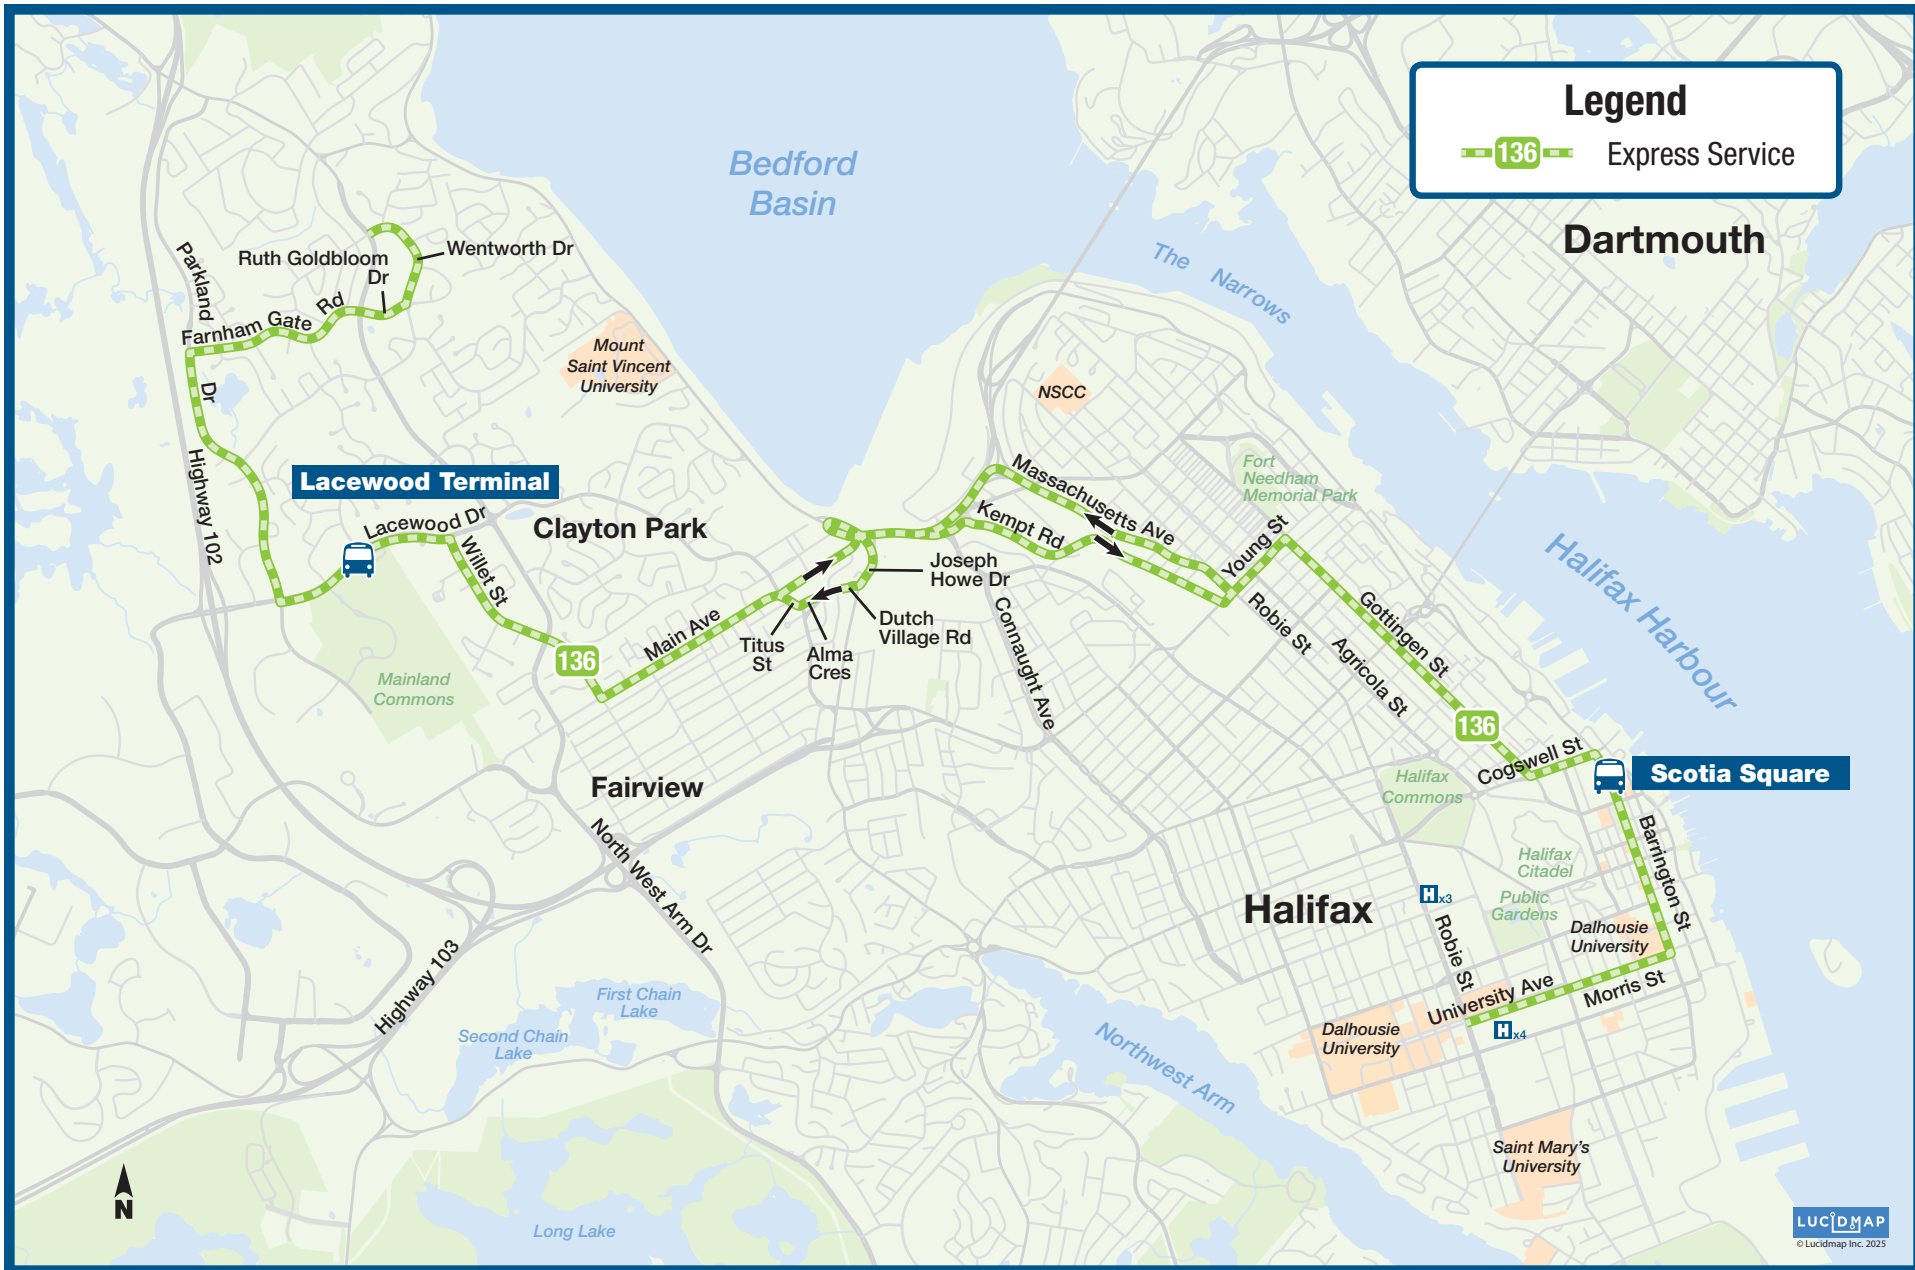 Legend
136
Express Service
Bedford
Basin
The Narrows
Dartmouth
Parkland
Dr
Ruth Goldbloom
Dr
Wentworth Dr
Farnham Gate Rd
Mount
Saint Vincent
University
NSCC
Highway 102
Lacewood Terminal
Lacewood Dr
Willet St
Clayton Park
Massachusetts Ave
Kempt Rd
Fort
Needham
Memorial Park
Young St
Halifax Harbour
Joseph
Howe Dr
Dutch
Village Rd
Main Ave
Titus
St
Alma
Cres
Connaught Ave
Robie St
Gottingen St
Agricola St
136
Mainland
Commons
136
Cogswell St
Scotia Square
Halifax
Commons
Fairview
Barrington St
Halifax
Citadel
Public
Gardens
Halifax
H x3
Robie St
Dalhousie
University
North West Arm Dr
Highway 103
First Chain
Lake
Second Chain
Lake
University Ave
Morris St
H x4
Dalhousie
University
Northwest Arm
Saint Mary's
University
N
Long Lake
LUCIDMAP
© Lucidmap Inc. 2025